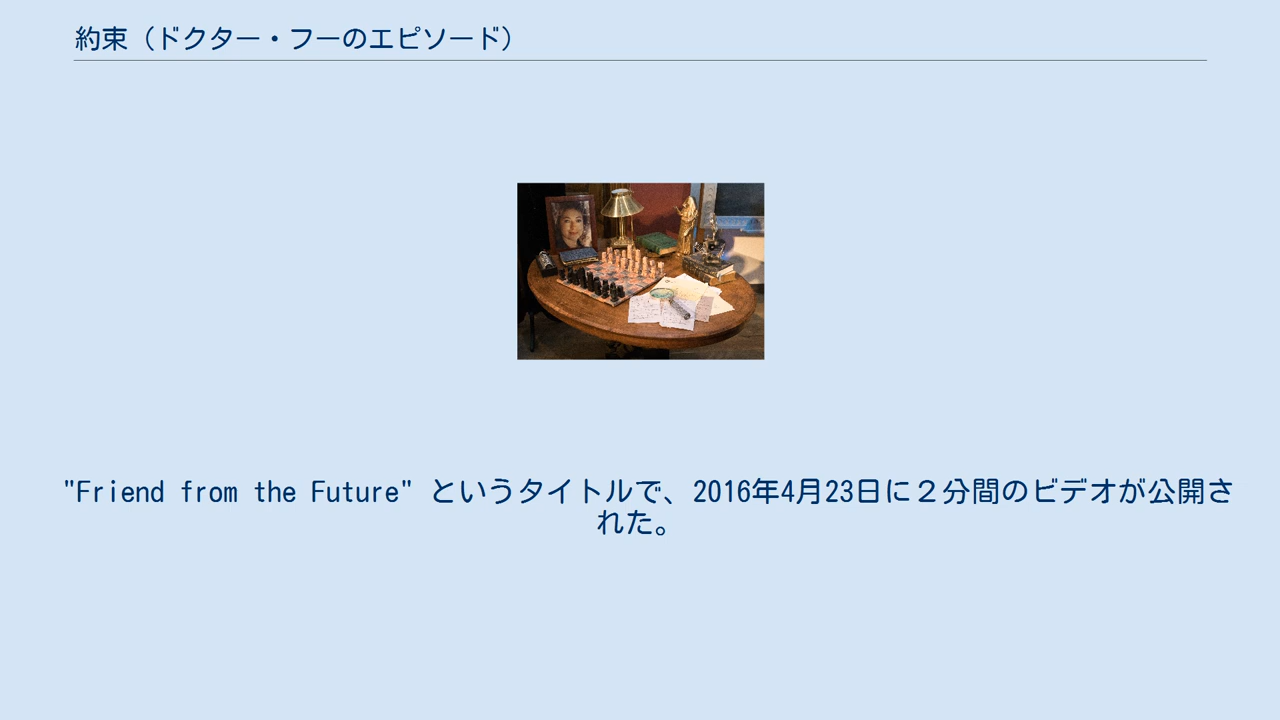 約束（ドクター・フーのエピソード）
"Friend from the Future" というタイトルで、2016年4月23日に２分間のビデオが公開さ
れた。